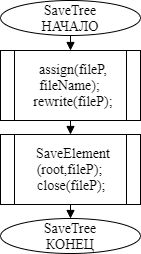 SaveTree
НАЧАЛО
assign(fileP,
fileName);
rewrite(fileP);
SaveElement
(root,fileP);
close(fileP);
SaveTree
КОНЕЦ